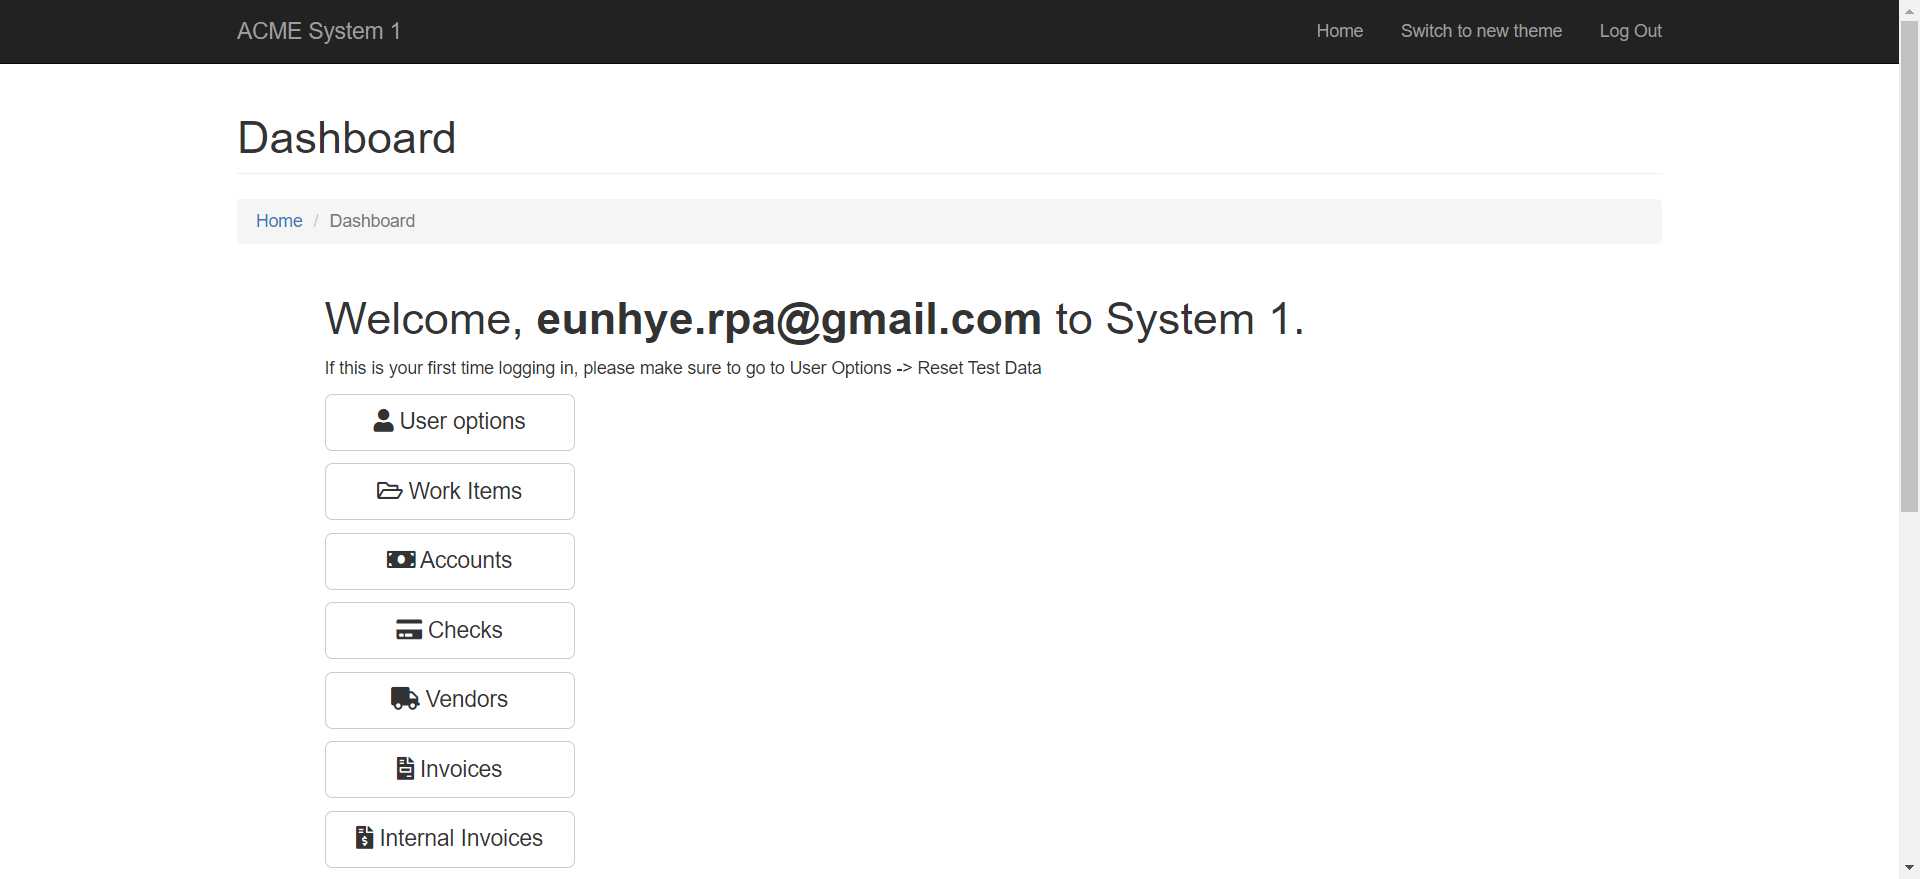 ACME System 1
Home
Switch to new theme
Log Out
Dashboard
Home / Dashboard
Welcome, eunhye.rpa@gmail.com to System 1.
If this is your first time logging in, please make sure to go to User Options -> Reset Test Data
User options
Work Items
Accounts
Checks
Vendors
Invoices
Internal Invoices